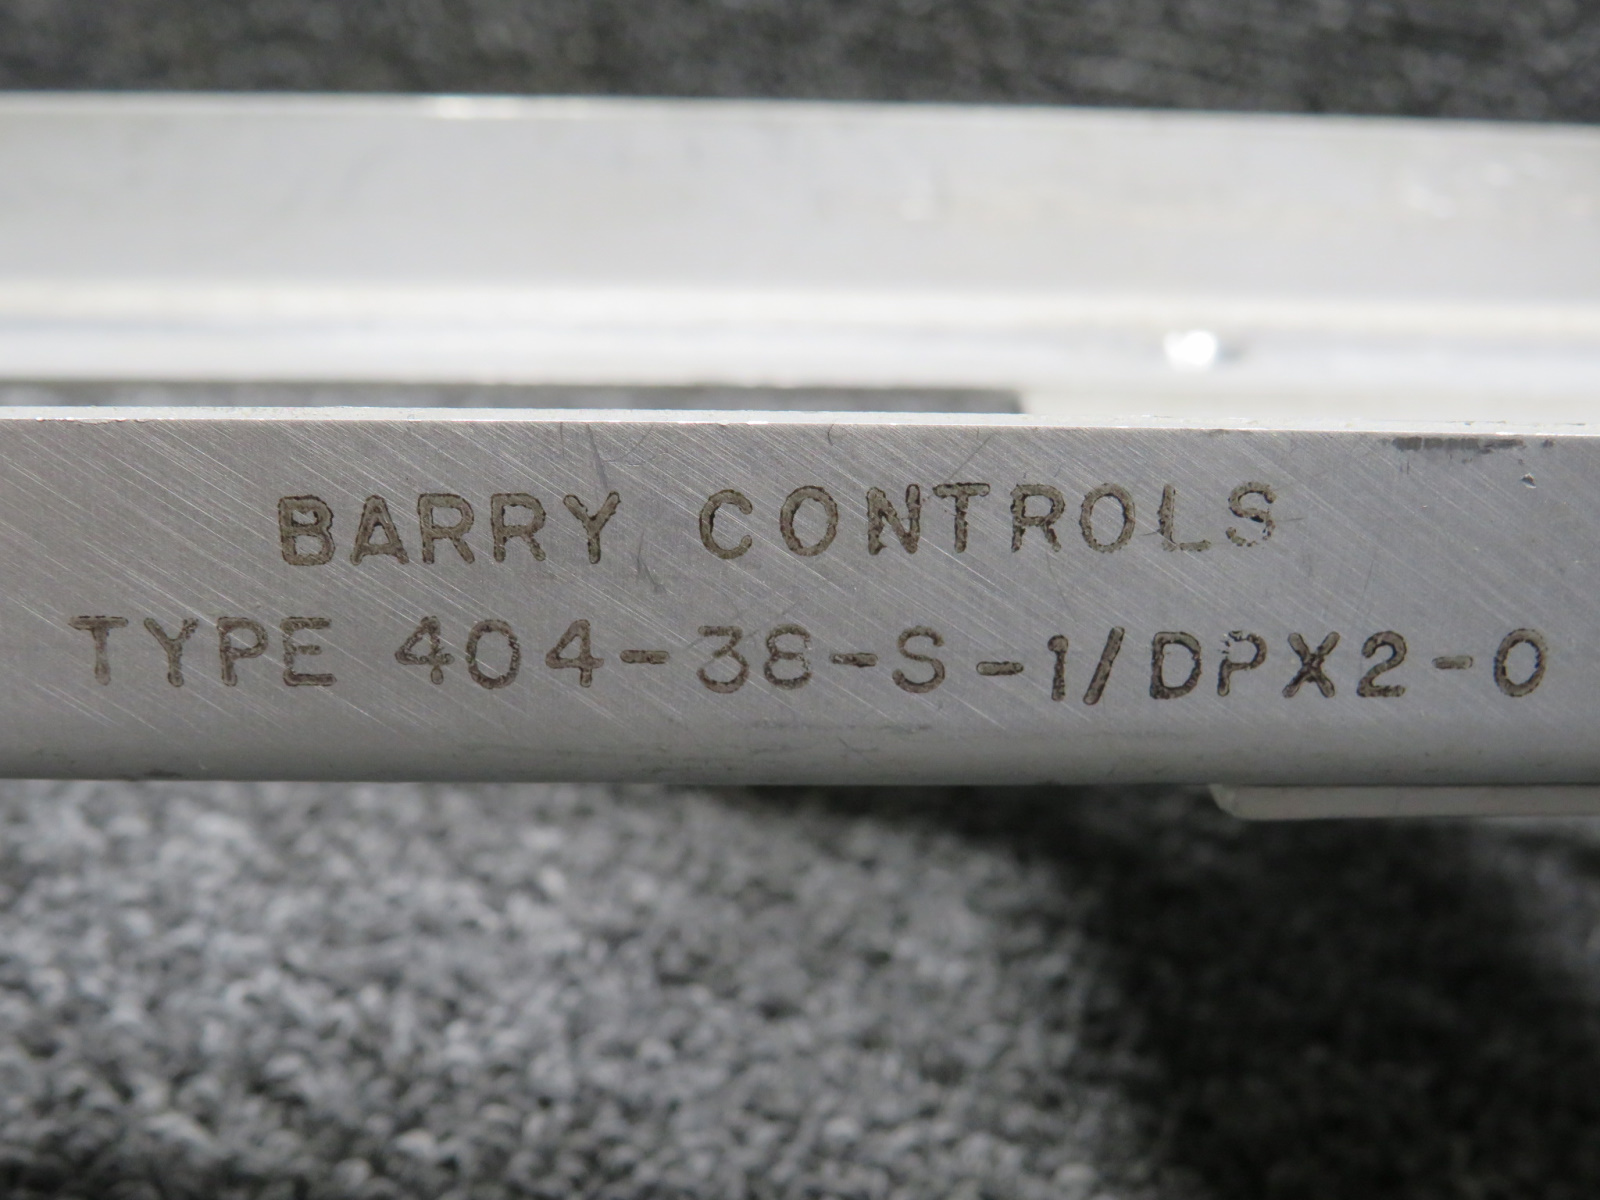 BARRY CONTROLS
TYPE 404-38-S-1/DPX2-0